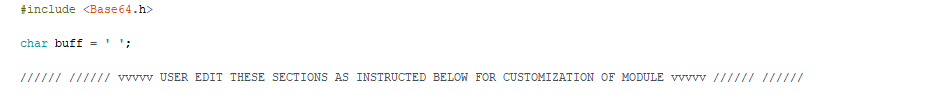 #include <Base64.h>
char buff = ' ';
////// ////// vvvvv USER EDIT THESE SECTIONS AS INSTRUCTED BELOW FOR CUSTOMIZATION OF MODULE vvvvv ////// //////